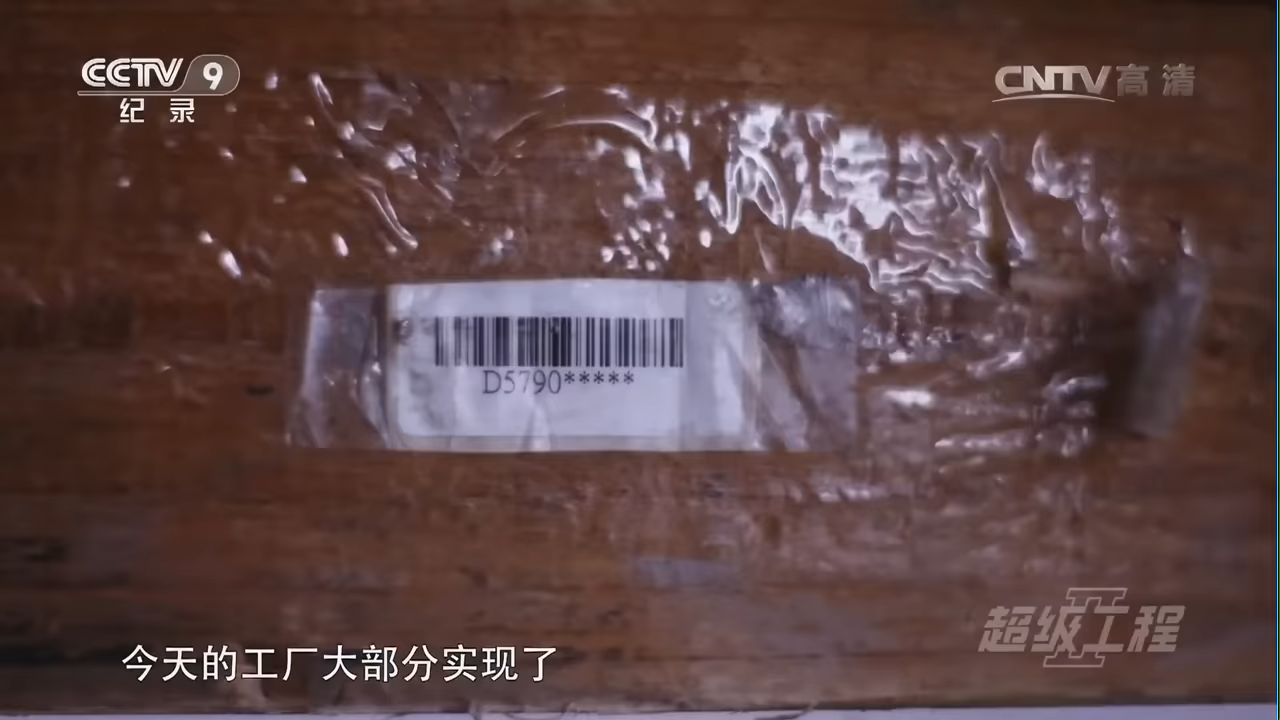 CCTV 9
纪录
CNTV高清
D5790*****
超级工程
II
今天的工厂大部分实现了